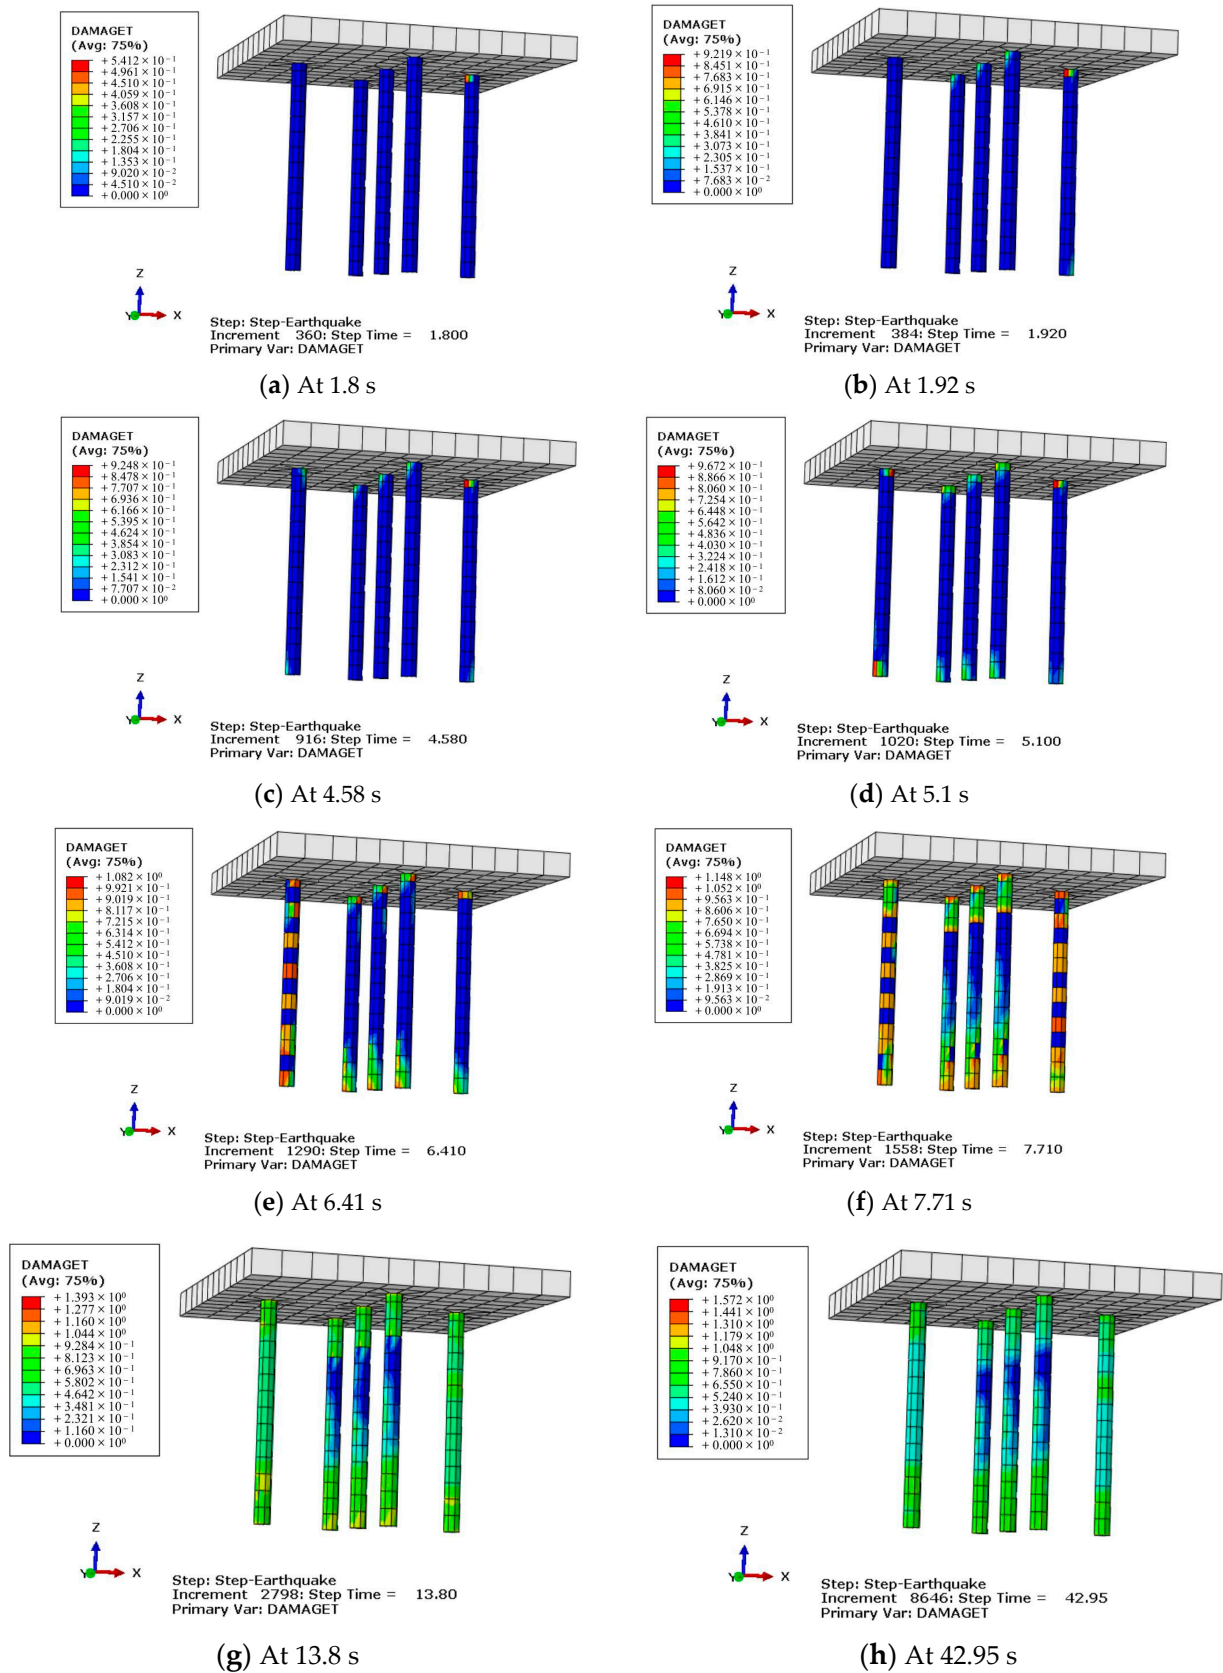 DAMAGET
(Avg: 75%)
+5.412 × 10⁻¹
+4.961 × 10⁻¹
+4.510 × 10⁻¹
+4.059 × 10⁻¹
+3.608 × 10⁻¹
+3.157 × 10⁻¹
+2.706 × 10⁻¹
+2.255 × 10⁻¹
+1.804 × 10⁻¹
+1.353 × 10⁻¹
+9.020 × 10⁻²
+4.510 × 10⁻²
+0.000 × 10⁰
Z
Y
X
Step: Step-Earthquake
Increment 360: Step Time = 1.800
Primary Var: DAMAGET
(a) At 1.8 s
DAMAGET
(Avg: 75%)
+9.219 × 10⁻¹
+8.451 × 10⁻¹
+7.683 × 10⁻¹
+6.915 × 10⁻¹
+6.146 × 10⁻¹
+5.378 × 10⁻¹
+4.610 × 10⁻¹
+3.841 × 10⁻¹
+3.073 × 10⁻¹
+2.305 × 10⁻¹
+1.537 × 10⁻¹
+7.683 × 10⁻²
+0.000 × 10⁰
Z
Y
X
Step: Step-Earthquake
Increment 384: Step Time = 1.920
Primary Var: DAMAGET
(b) At 1.92 s
DAMAGET
(Avg: 75%)
+9.248 × 10⁻¹
+8.478 × 10⁻¹
+7.707 × 10⁻¹
+6.936 × 10⁻¹
+6.166 × 10⁻¹
+5.395 × 10⁻¹
+4.624 × 10⁻¹
+3.854 × 10⁻¹
+3.083 × 10⁻¹
+2.312 × 10⁻¹
+1.541 × 10⁻¹
+7.707 × 10⁻²
+0.000 × 10⁰
Z
Y
X
Step: Step-Earthquake
Increment 916: Step Time = 4.580
Primary Var: DAMAGET
(c) At 4.58 s
DAMAGET
(Avg: 75%)
+9.672 × 10⁻¹
+8.866 × 10⁻¹
+8.060 × 10⁻¹
+7.254 × 10⁻¹
+6.448 × 10⁻¹
+5.642 × 10⁻¹
+4.836 × 10⁻¹
+4.030 × 10⁻¹
+3.224 × 10⁻¹
+2.418 × 10⁻¹
+1.612 × 10⁻¹
+8.060 × 10⁻²
+0.000 × 10⁰
Z
Y
X
Step: Step-Earthquake
Increment 1020: Step Time = 5.100
Primary Var: DAMAGET
(d) At 5.1 s
DAMAGET
(Avg: 75%)
+1.082 × 10⁰
+9.921 × 10⁻¹
+9.019 × 10⁻¹
+8.117 × 10⁻¹
+7.215 × 10⁻¹
+6.314 × 10⁻¹
+5.412 × 10⁻¹
+4.510 × 10⁻¹
+3.608 × 10⁻¹
+2.706 × 10⁻¹
+1.804 × 10⁻¹
+9.019 × 10⁻²
+0.000 × 10⁰
Z
Y
X
Step: Step-Earthquake
Increment 1290: Step Time = 6.410
Primary Var: DAMAGET
(e) At 6.41 s
DAMAGET
(Avg: 75%)
+1.148 × 10⁰
+1.052 × 10⁰
+9.563 × 10⁻¹
+8.606 × 10⁻¹
+7.650 × 10⁻¹
+6.694 × 10⁻¹
+5.738 × 10⁻¹
+4.781 × 10⁻¹
+3.825 × 10⁻¹
+2.869 × 10⁻¹
+1.913 × 10⁻¹
+9.563 × 10⁻²
+0.000 × 10⁰
Z
Y
X
Step: Step-Earthquake
Increment 1558: Step Time = 7.710
Primary Var: DAMAGET
(f) At 7.71 s
DAMAGET
(Avg: 75%)
+1.393 × 10⁰
+1.277 × 10⁰
+1.160 × 10⁰
+1.044 × 10⁰
+9.284 × 10⁻¹
+8.123 × 10⁻¹
+6.963 × 10⁻¹
+5.802 × 10⁻¹
+4.642 × 10⁻¹
+3.481 × 10⁻¹
+2.321 × 10⁻¹
+1.160 × 10⁻¹
+0.000 × 10⁰
Z
Y
X
Step: Step-Earthquake
Increment 2798: Step Time = 13.80
Primary Var: DAMAGET
(g) At 13.8 s
DAMAGET
(Avg: 75%)
+1.572 × 10⁰
+1.441 × 10⁰
+1.310 × 10⁰
+1.179 × 10⁰
+1.048 × 10⁰
+9.170 × 10⁻¹
+7.860 × 10⁻¹
+6.550 × 10⁻¹
+5.240 × 10⁻¹
+3.930 × 10⁻¹
+2.620 × 10⁻²
+1.310 × 10⁻²
+0.000 × 10⁰
Z
Y
X
Step: Step-Earthquake
Increment 8646: Step Time = 42.95
Primary Var: DAMAGET
(h) At 42.95 s